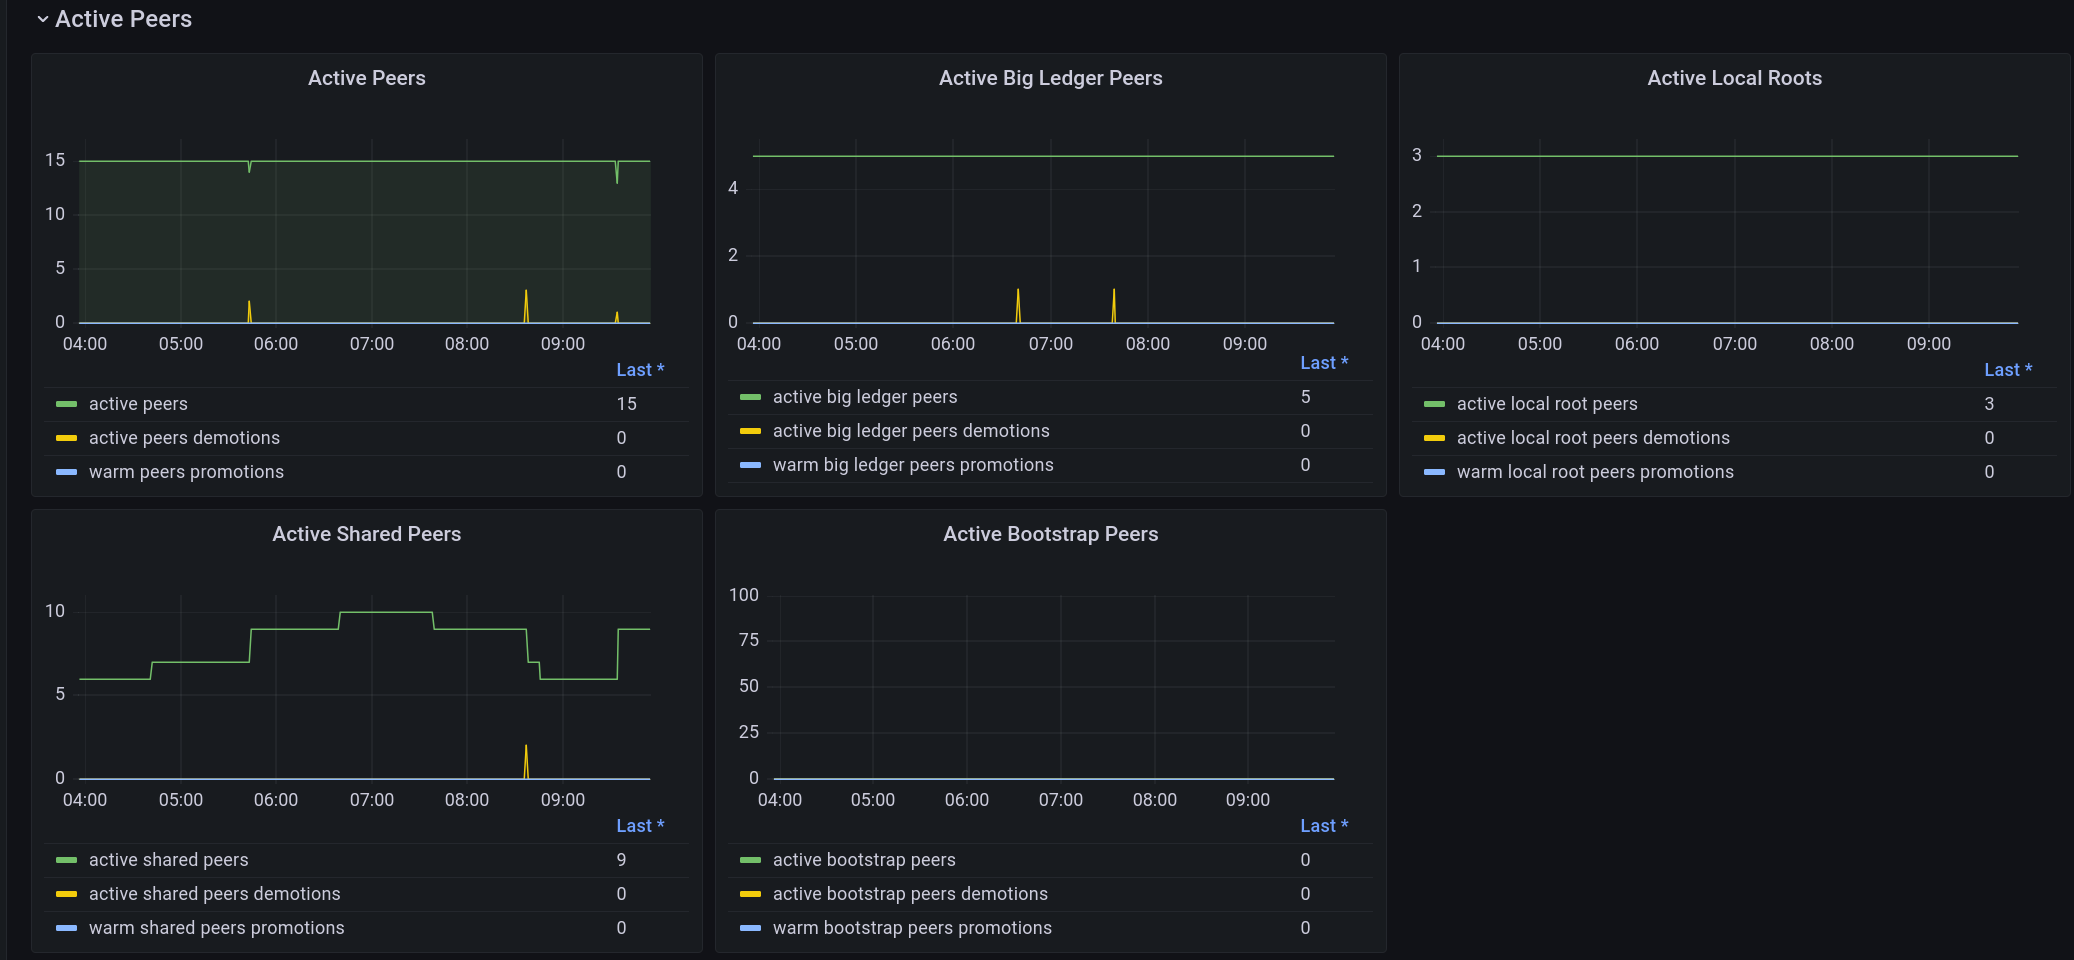 Active Peers
Active Peers
15
10
5
0
04:00 05:00 06:00 07:00 08:00 09:00
Last *
active peers 15
active peers demotions 0
warm peers promotions 0
Active Big Ledger Peers
4
2
0
04:00 05:00 06:00 07:00 08:00 09:00
Last *
active big ledger peers 5
active big ledger peers demotions 0
warm big ledger peers promotions 0
Active Local Roots
3
2
1
0
04:00 05:00 06:00 07:00 08:00 09:00
Last *
active local root peers 3
active local root peers demotions 0
warm local root peers promotions 0
Active Shared Peers
10
5
0
04:00 05:00 06:00 07:00 08:00 09:00
Last *
active shared peers 9
active shared peers demotions 0
warm shared peers promotions 0
Active Bootstrap Peers
100
75
50
25
0
04:00 05:00 06:00 07:00 08:00 09:00
Last *
active bootstrap peers 0
active bootstrap peers demotions 0
warm bootstrap peers promotions 0